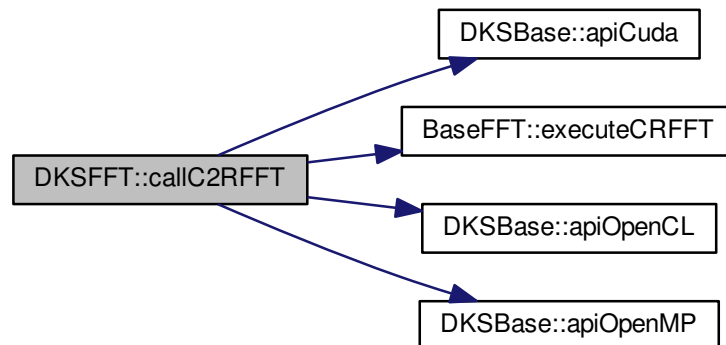 DKSBase::apiCuda
BaseFFT::executeCRFFT
DKSFFT::callC2RFFT
DKSBase::apiOpenCL
DKSBase::apiOpenMP